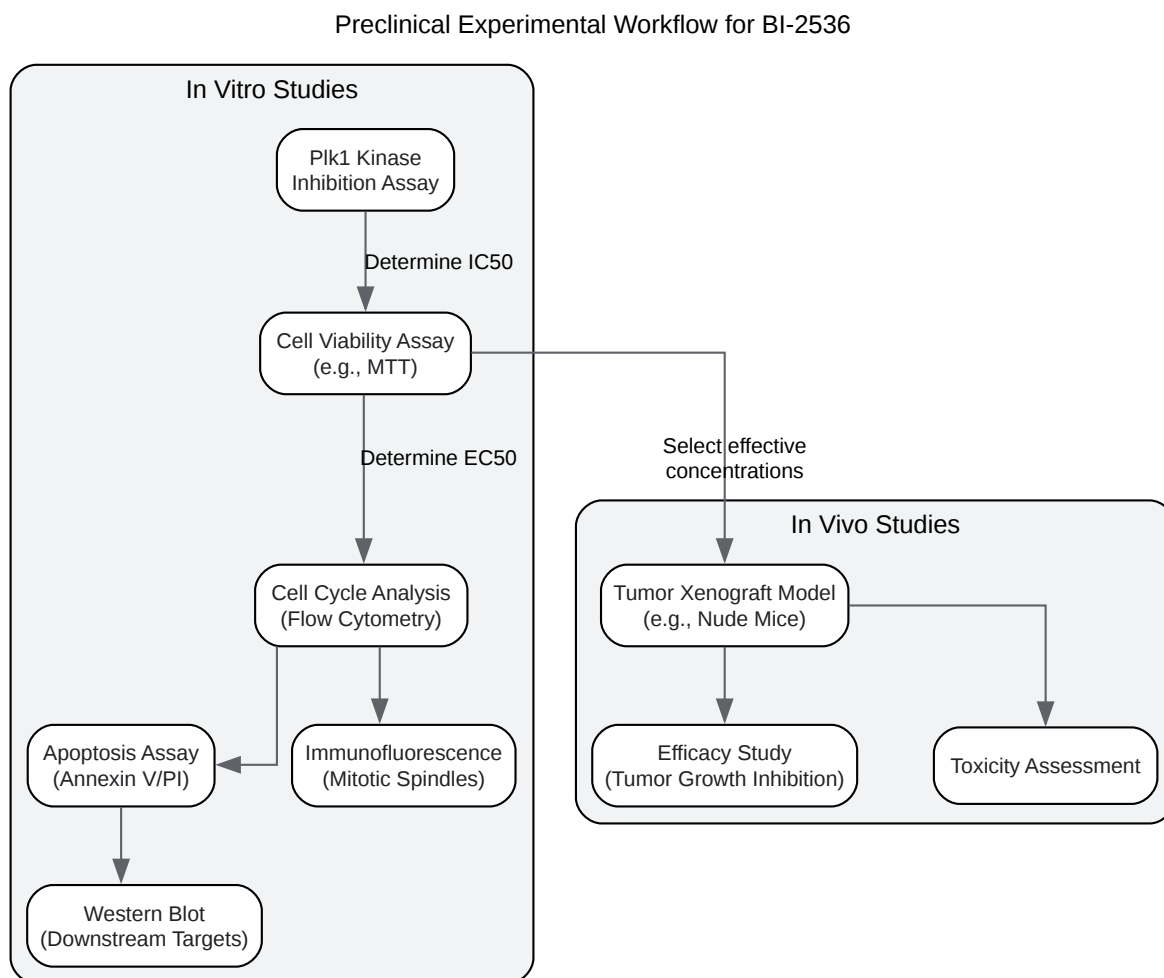 Preclinical Experimental Workflow for BI-2536
In Vitro Studies
Plk1 Kinase
Inhibition Assay
Determine IC50
Cell Viability Assay
(e.g., MTT)
Determine EC50
Select effective
concentrations
In Vivo Studies
Cell Cycle Analysis
(Flow Cytometry)
Tumor Xenograft Model
(e.g., Nude Mice)
Apoptosis Assay
(Annexin V/PI)
Immunofluorescence
(Mitotic Spindles)
Efficacy Study
(Tumor Growth Inhibition)
Toxicity Assessment
Western Blot
(Downstream Targets)